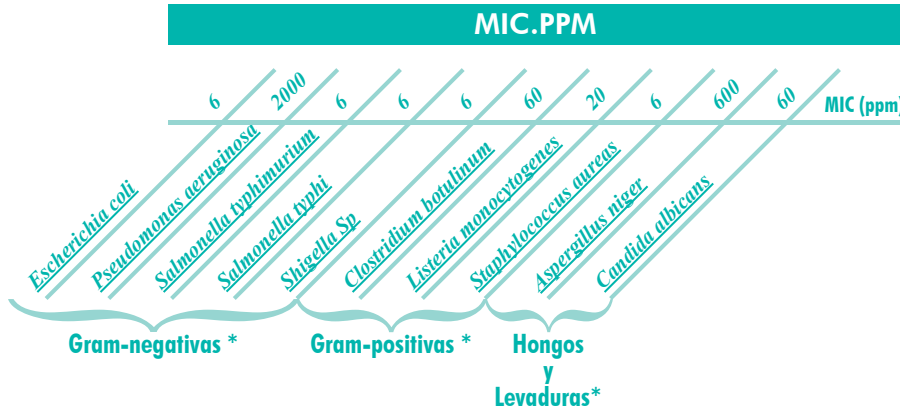 MIC.PPM
6 2000 6 6 6 60 20 6 600 60 MIC (ppm)
Escherichia coli
Pseudomonas aeruginosa
Salmonella typhimurium
Salmonella typhi
Shigella Sp
Clostridium botulinum
Listeria monocytogenes
Staphylococcus aureas
Aspergillus niger
Candida albicans
Gram-negativas *
Gram-positivas *
Hongos
y
Levaduras*